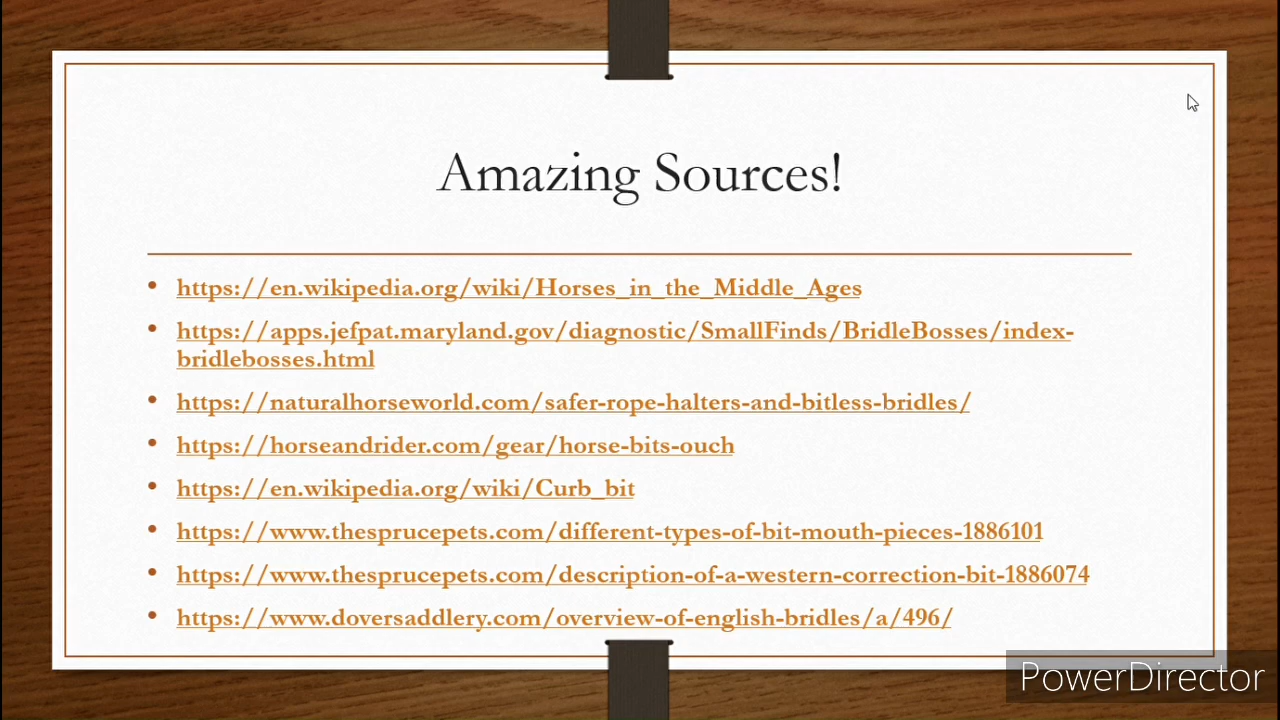 Amazing Sources!
• https://en.wikipedia.org/wiki/Horses_in_the_Middle_Ages
• https://apps.jefpat.maryland.gov/diagnostic/SmallFinds/BridleBosses/index-
bridlebosses.html
• https://naturalhorseworld.com/safer-rope-halters-and-bitless-bridles/
• https://horseandrider.com/gear/horse-bits-ouch
• https://en.wikipedia.org/wiki/Curb_bit
• https://www.thesprucepets.com/different-types-of-bit-mouth-pieces-1886101
• https://www.thesprucepets.com/description-of-a-western-correction-bit-1886074
• https://www.doversaddlery.com/overview-of-english-bridles/a/496/
PowerDirector